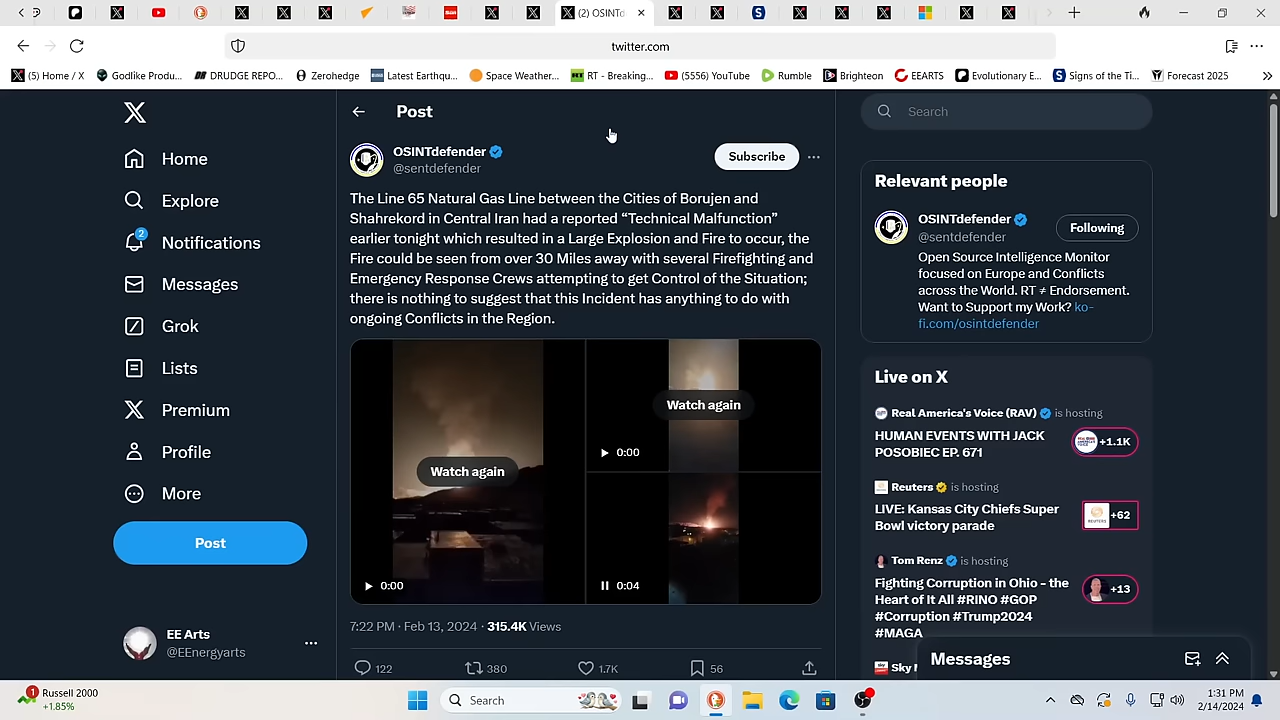 (2) OSINTd
twitter.com
(5) Home / X
Godlike Produ...
DRUDGE REPO...
Zerohedge
Latest Earthqu...
Space Weather...
RT - Breaking...
(5556) YouTube
Rumble
Brighteon
EEARTS
Evolutionary E...
Signs of the Ti...
Forecast 2025
Home
Explore
2
Notifications
Messages
Grok
Lists
Premium
Profile
More
Post
EE Arts
@EEnergyarts
Post
OSINTdefender
@sentdefender
Subscribe
The Line 65 Natural Gas Line between the Cities of Borujen and
Shahrekord in Central Iran had a reported “Technical Malfunction”
earlier tonight which resulted in a Large Explosion and Fire to occur, the
Fire could be seen from over 30 Miles away with several Firefighting and
Emergency Response Crews attempting to get Control of the Situation;
there is nothing to suggest that this Incident has anything to do with
ongoing Conflicts in the Region.
Watch again
0:00
Watch again
0:00
0:04
7:22 PM · Feb 13, 2024 · 315.4K Views
122
380
1.7K
56
Search
Relevant people
OSINTdefender
@sentdefender
Following
Open Source Intelligence Monitor
focused on Europe and Conflicts
across the World. RT ≠ Endorsement.
Want to Support my Work? ko-
fi.com/osintdefender
Live on X
Real America's Voice (RAV) is hosting
HUMAN EVENTS WITH JACK
POSOBIEC EP. 671
+1.1K
Reuters is hosting
LIVE: Kansas City Chiefs Super
Bowl victory parade
+62
Tom Renz is hosting
Fighting Corruption in Ohio – the
Heart of It All #RINO #GOP
#Corruption #Trump2024
#MAGA
+13
Sky N
Messages
1
Russell 2000
+1.85%
Search
1:31 PM
2/14/2024